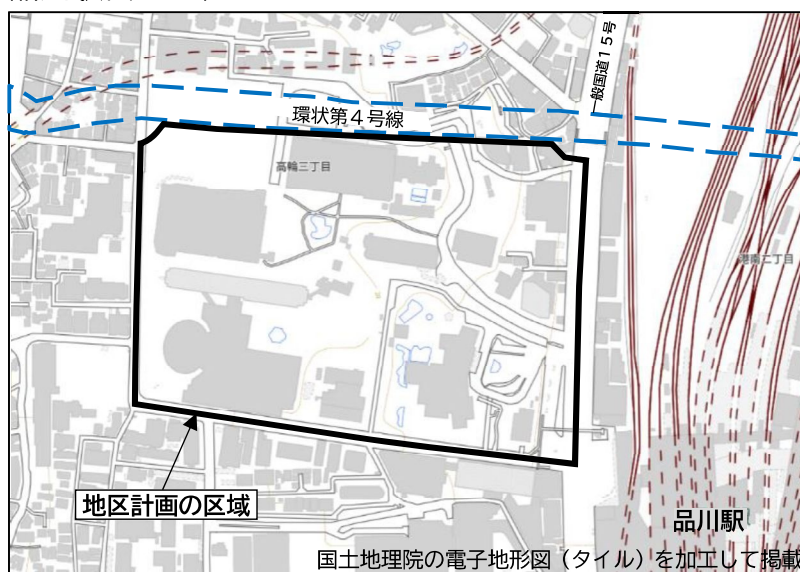 一般国道15号
環状第4号線
高輪三丁目
港南二丁目
地区計画の区域
品川駅
国土地理院の電子地形図（タイル）を加工して掲載